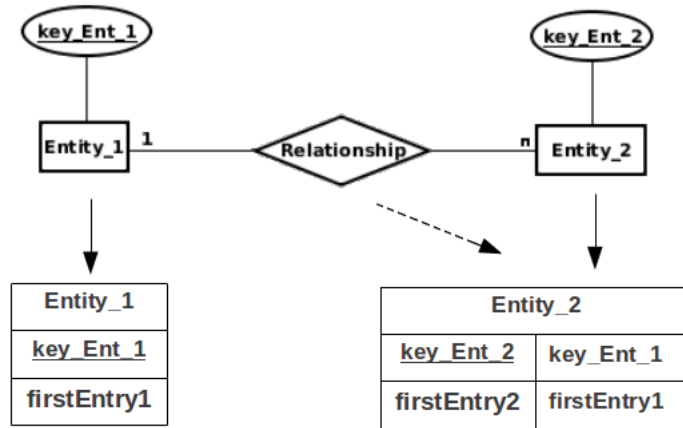 key_Ent_1
key_Ent_2
Entity_1
1
Relationship
n
Entity_2
Entity_1
key_Ent_1
firstEntry1
Entity_2
key_Ent_2 key_Ent_1
firstEntry2 firstEntry1